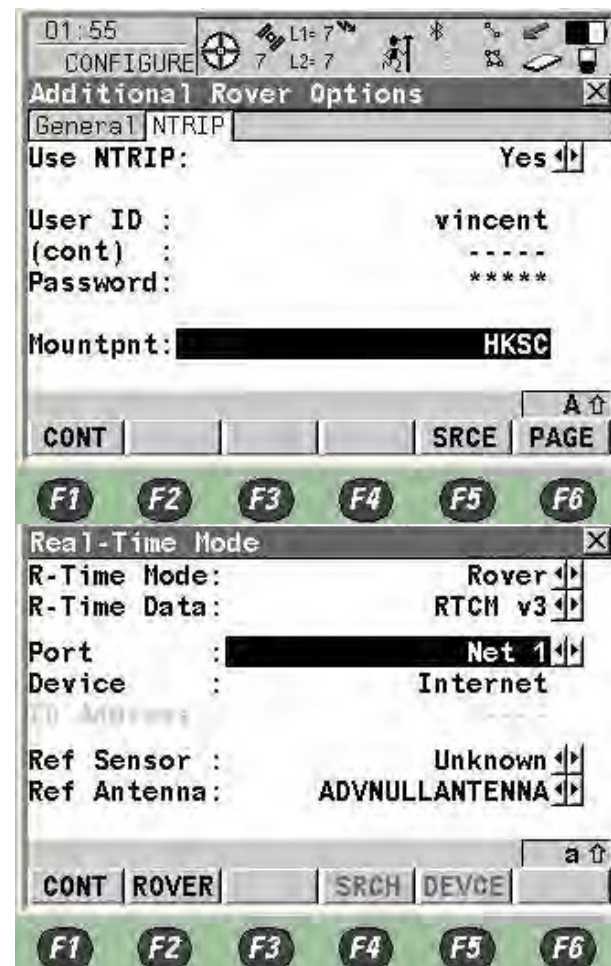 01:55
CONFIGURE 7 L1= 7 L2= 7
Additional Rover Options
General NTRIP
Use NTRIP: Yes
User ID : vincent
(cont) : -----
Password: *****
Mountpnt: HKSC
A
CONT SRCE PAGE
F1 F2 F3 F4 F5 F6
Real-Time Mode
R-Time Mode: Rover
R-Time Data: RTCM v3
Port : Net 1
Device : Internet
Ref Sensor : Unknown
Ref Antenna: ADVNULLANTENNA
a
CONT ROVER SRCH DEVCE
F1 F2 F3 F4 F5 F6